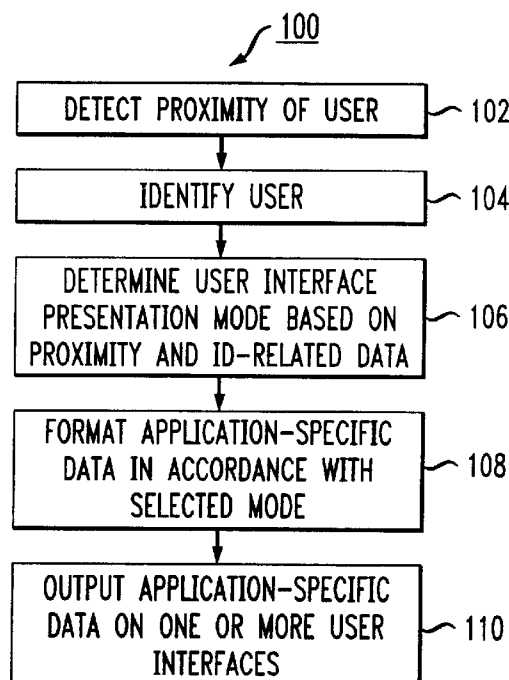 100
DETECT PROXIMITY OF USER
102
IDENTIFY USER
104
DETERMINE USER INTERFACE
PRESENTATION MODE BASED ON
PROXIMITY AND ID-RELATED DATA
106
FORMAT APPLICATION-SPECIFIC
DATA IN ACCORDANCE WITH
SELECTED MODE
108
OUTPUT APPLICATION-SPECIFIC
DATA ON ONE OR MORE USER
INTERFACES
110